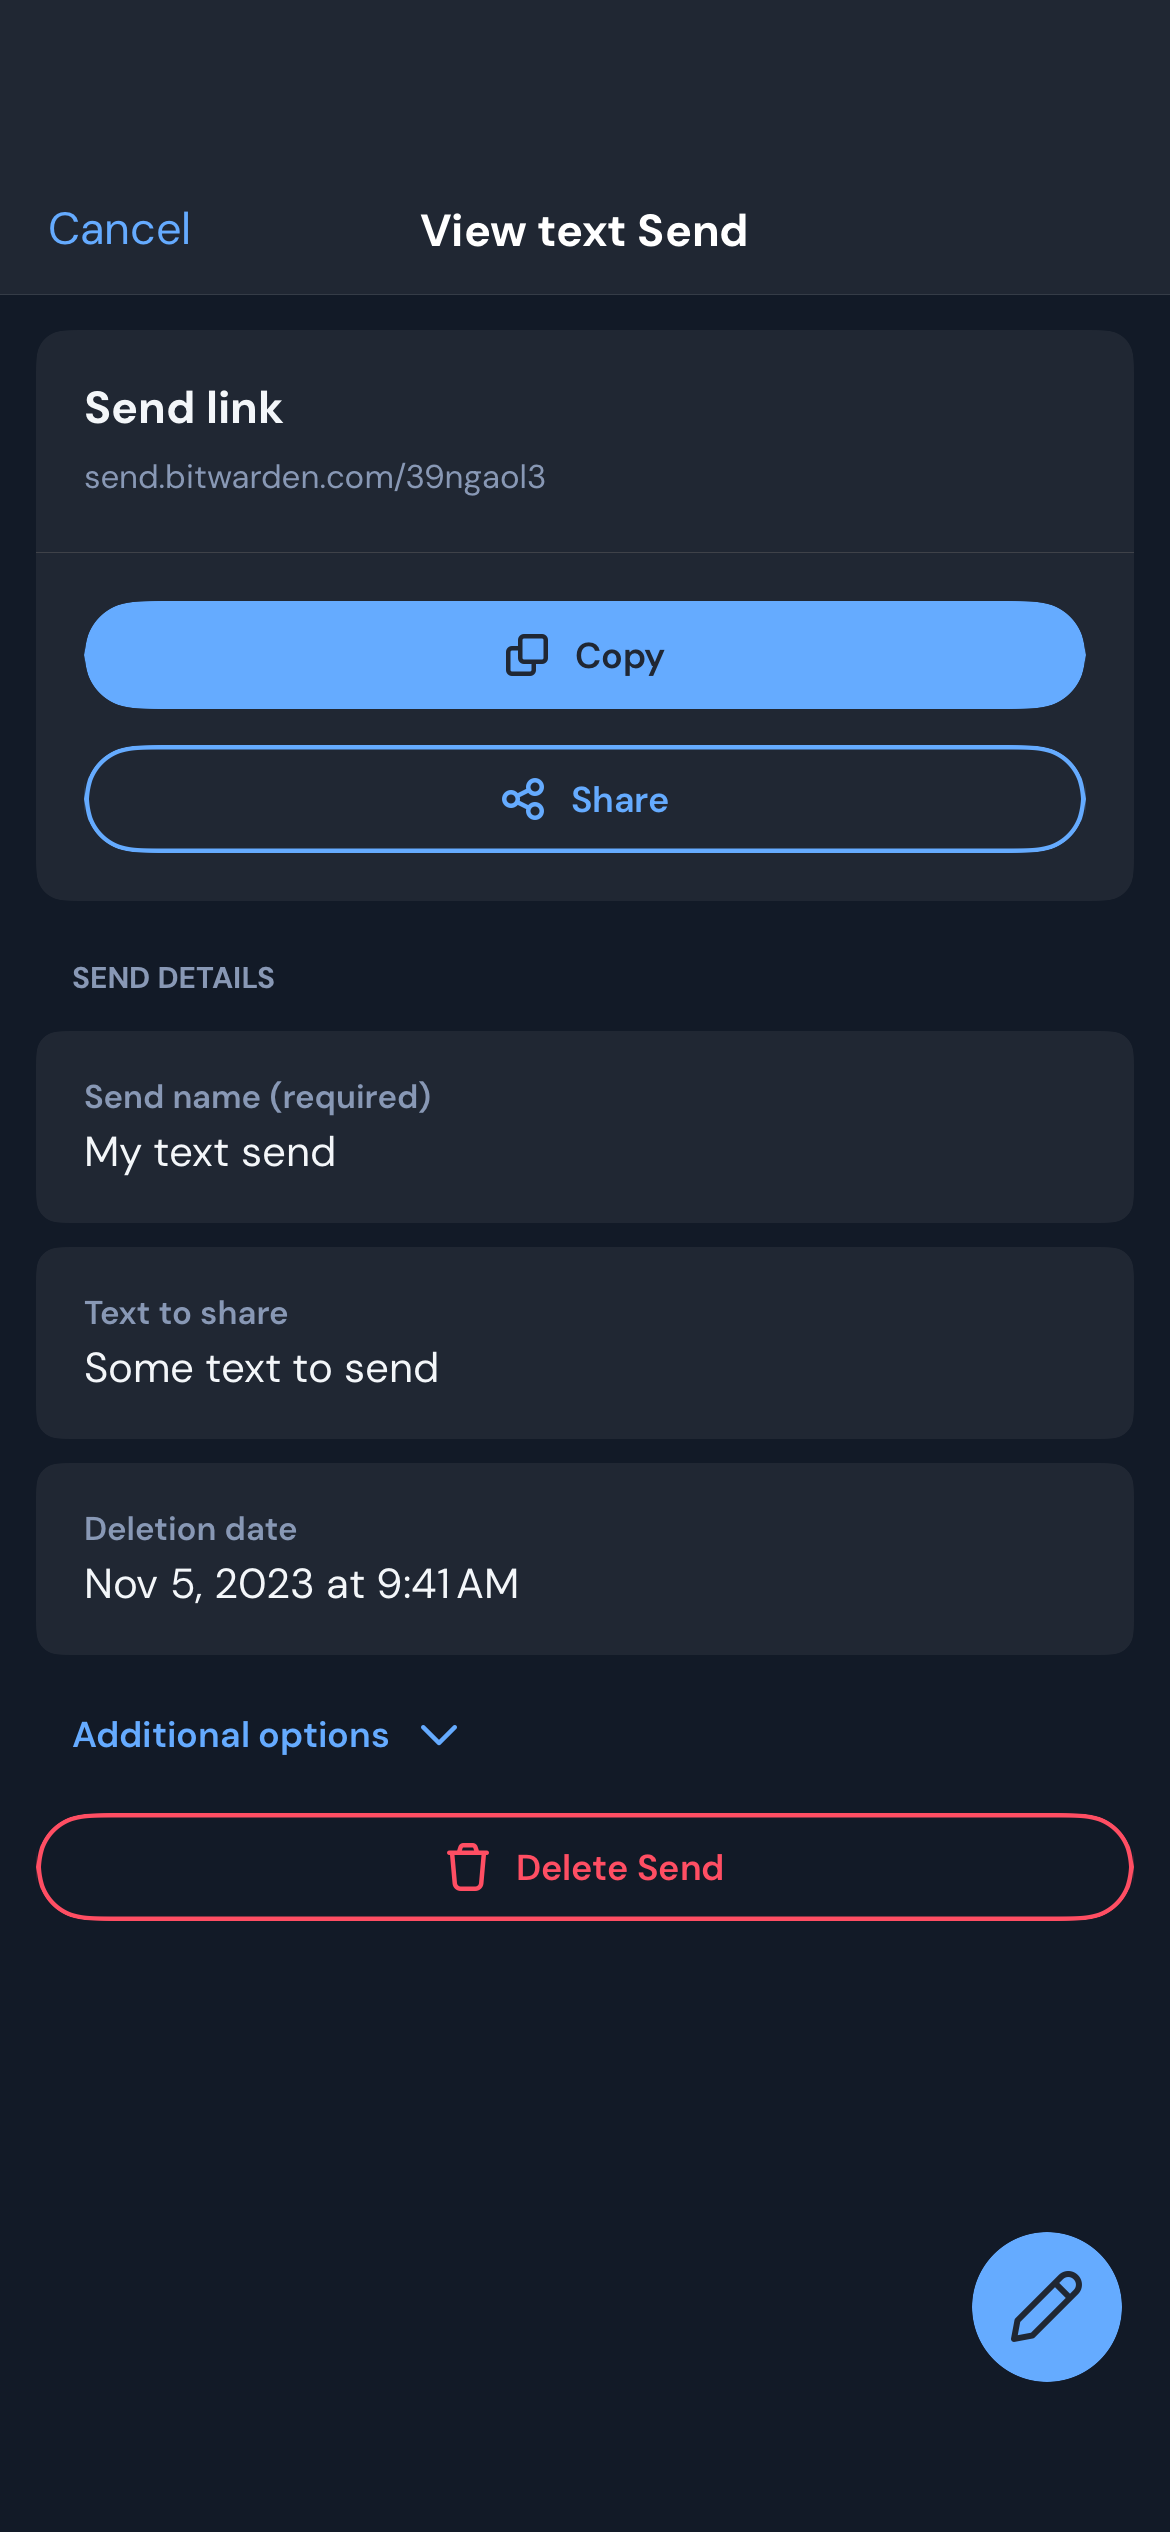 Cancel
View text Send
Send link
send.bitwarden.com/39ngaol3
Copy
Share
SEND DETAILS
Send name (required)
My text send
Text to share
Some text to send
Deletion date
Nov 5, 2023 at 9:41 AM
Additional options
Delete Send